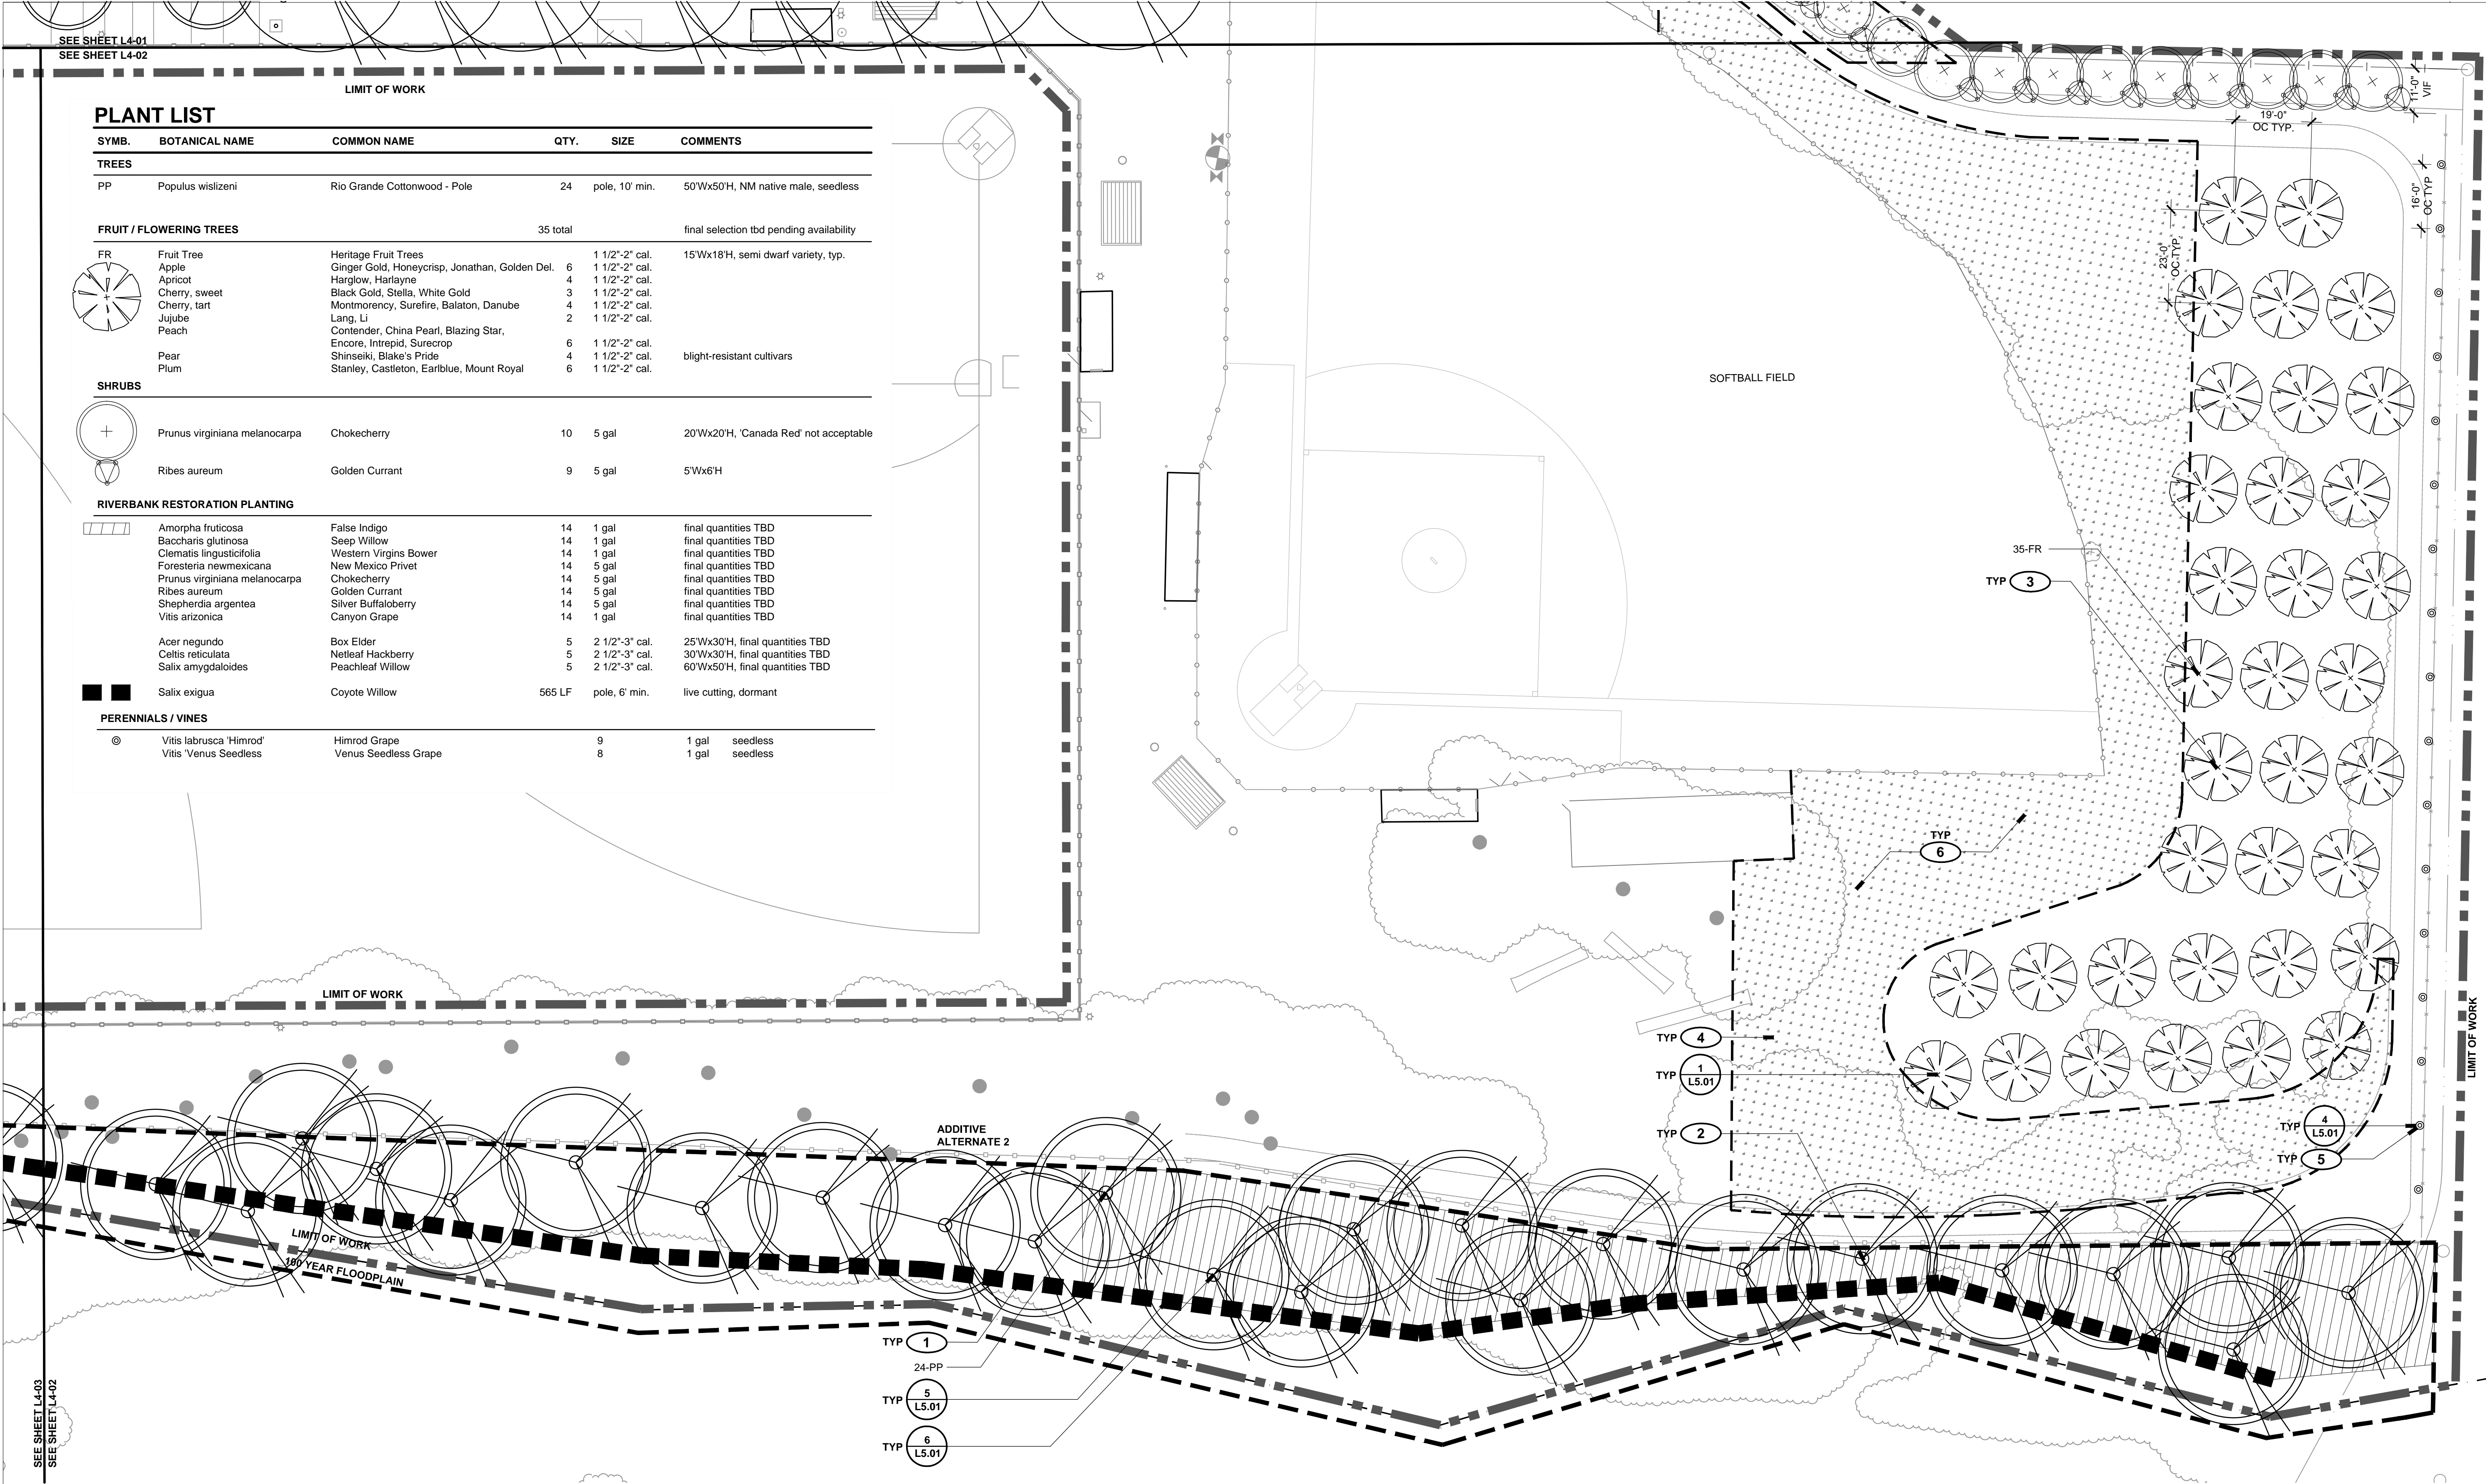 SEE SHEET L4-01
SEE SHEET L4-02
LIMIT OF WORK
PLANT LIST
SYMB. BOTANICAL NAME COMMON NAME QTY. SIZE COMMENTS
TREES
PP Populus wislizeni Rio Grande Cottonwood - Pole 24 pole, 10' min. 50'Wx50'H, NM native male, seedless
FRUIT / FLOWERING TREES 35 total final selection tbd pending availability
FR Fruit Tree Heritage Fruit Trees 1 1/2"-2" cal. 15'Wx18'H, semi dwarf variety, typ.
Apple Ginger Gold, Honeycrisp, Jonathan, Golden Del. 6 1 1/2"-2" cal.
Apricot Harglow, Harlayne 4 1 1/2"-2" cal.
Cherry, sweet Black Gold, Stella, White Gold 3 1 1/2"-2" cal.
Cherry, tart Montmorency, Surefire, Balaton, Danube 4 1 1/2"-2" cal.
Jujube Lang, Li 2 1 1/2"-2" cal.
Peach Contender, China Pearl, Blazing Star,
Encore, Intrepid, Surecrop 6 1 1/2"-2" cal.
Pear Shinseiki, Blake's Pride 4 1 1/2"-2" cal. blight-resistant cultivars
Plum Stanley, Castleton, Earlblue, Mount Royal 6 1 1/2"-2" cal.
SHRUBS
Prunus virginiana melanocarpa Chokecherry 10 5 gal 20'Wx20'H, 'Canada Red' not acceptable
Ribes aureum Golden Currant 9 5 gal 5'Wx6'H
RIVERBANK RESTORATION PLANTING
Amorpha fruticosa False Indigo 14 1 gal final quantities TBD
Baccharis glutinosa Seep Willow 14 1 gal final quantities TBD
Clematis lingusticifolia Western Virgins Bower 14 1 gal final quantities TBD
Foresteria newmexicana New Mexico Privet 14 5 gal final quantities TBD
Prunus virginiana melanocarpa Chokecherry 14 5 gal final quantities TBD
Ribes aureum Golden Currant 14 5 gal final quantities TBD
Shepherdia argentea Silver Buffaloberry 14 5 gal final quantities TBD
Vitis arizonica Canyon Grape 14 1 gal final quantities TBD
Acer negundo Box Elder 5 2 1/2"-3" cal. 25'Wx30'H, final quantities TBD
Celtis reticulata Netleaf Hackberry 5 2 1/2"-3" cal. 30'Wx30'H, final quantities TBD
Salix amygdaloides Peachleaf Willow 5 2 1/2"-3" cal. 60'Wx50'H, final quantities TBD
Salix exigua Coyote Willow 565 LF pole, 6' min. live cutting, dormant
PERENNIALS / VINES
Vitis labrusca 'Himrod' Himrod Grape 9 1 gal seedless
Vitis 'Venus Seedless Venus Seedless Grape 8 1 gal seedless
11'-0"
VIF
19'-0"
OC TYP.
16'-0"
OC TYP
23'-0"
OC TYP.
SOFTBALL FIELD
35-FR
TYP 3
TYP
6
LIMIT OF WORK
LIMIT OF WORK
TYP 4
TYP 1
L5.01
TYP 2
TYP 4
L5.01
TYP 5
ADDITIVE
ALTERNATE 2
LIMIT OF WORK
100 YEAR FLOODPLAIN
TYP 1
24-PP
TYP 5
L5.01
TYP 6
L5.01
SEE SHEET L4-03
SEE SHEET L4-02